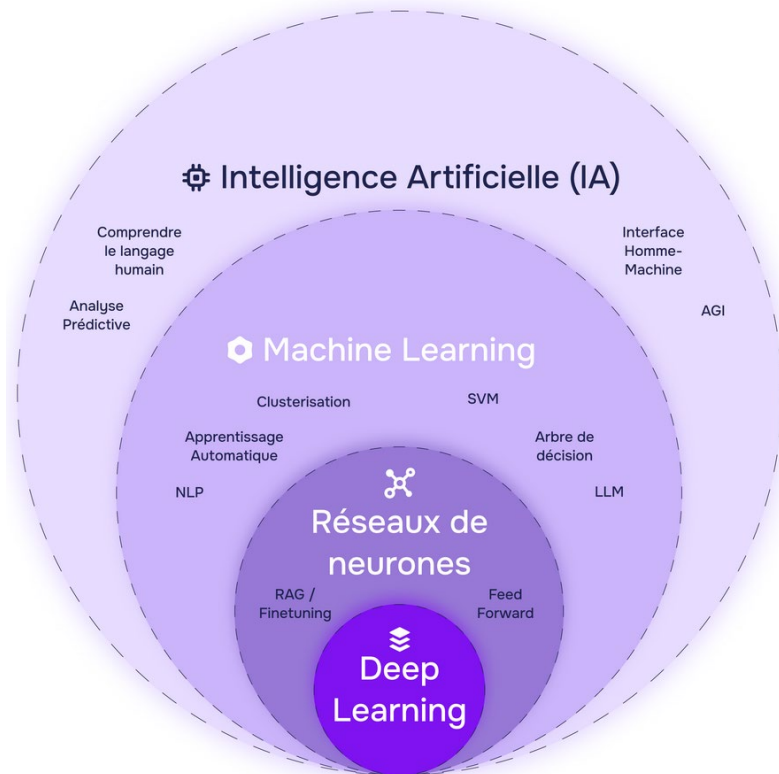 Intelligence Artificielle (IA)
Comprendre
le langage
humain
Interface
Homme-
Machine
Analyse
Prédictive
AGI
Machine Learning
Clusterisation
SVM
Apprentissage
Automatique
Arbre de
décision
NLP
LLM
Réseaux de
neurones
RAG /
Finetuning
Feed
Forward
Deep
Learning